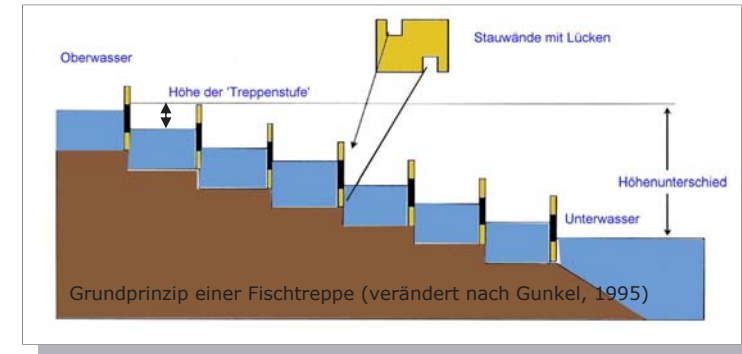 Stauwände mit Lücken
Oberwasser
Höhe der 'Treppenstufe'
Höhenunterschied
Unterwasser
Grundprinzip einer Fischtreppe (verändert nach Gunkel, 1995)